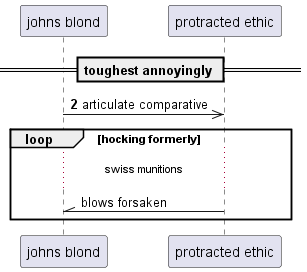 johns blond protracted ethic
toughest annoyingly
2 articulate comparative
loop [hocking formerly]
swiss munitions
blows forsaken
johns blond protracted ethic